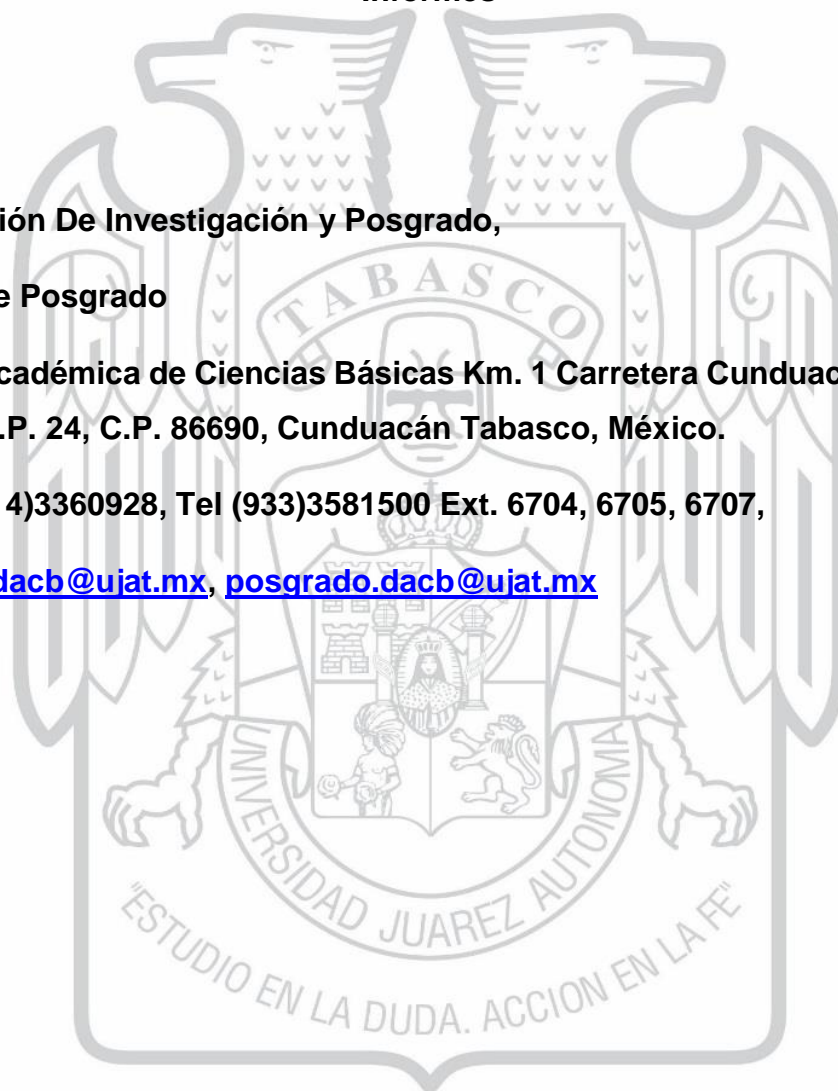 Informes
ión De Investigación y Posgrado,
e Posgrado
cadémica de Ciencias Básicas Km. 1 Carretera Cunduac
.P. 24, C.P. 86690, Cunduacán Tabasco, México.
4)3360928, Tel (933)3581500 Ext. 6704, 6705, 6707,
dacb@ujat.mx, posgrado.dacb@ujat.mx
TABASCO
UNIVERSIDAD JUAREZ AUTONOMA
"ESTUDIO EN LA DUDA. ACCION EN LA FE"